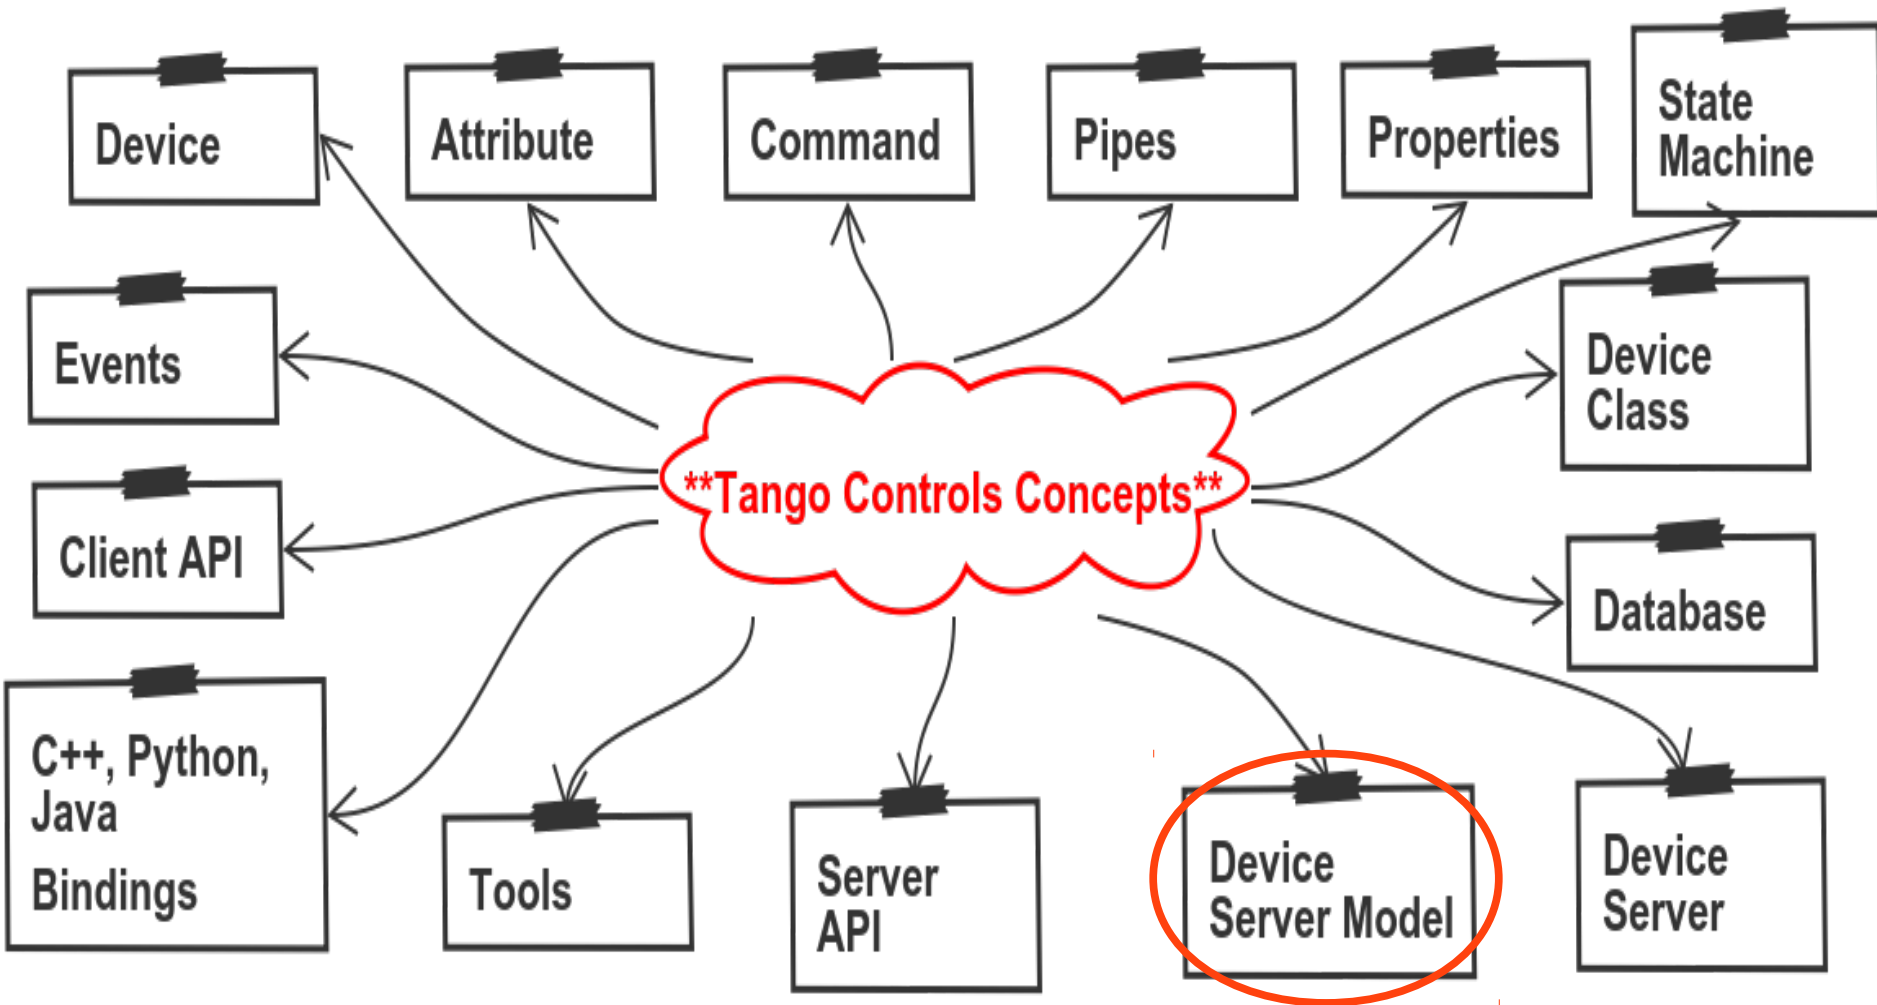 Device
Attribute
Command
Pipes
Properties
State
Machine
Events
Device
Class
**Tango Controls Concepts**
Client API
Database
C++, Python,
Java
Bindings
Tools
Server
API
Device
Server Model
Device
Server